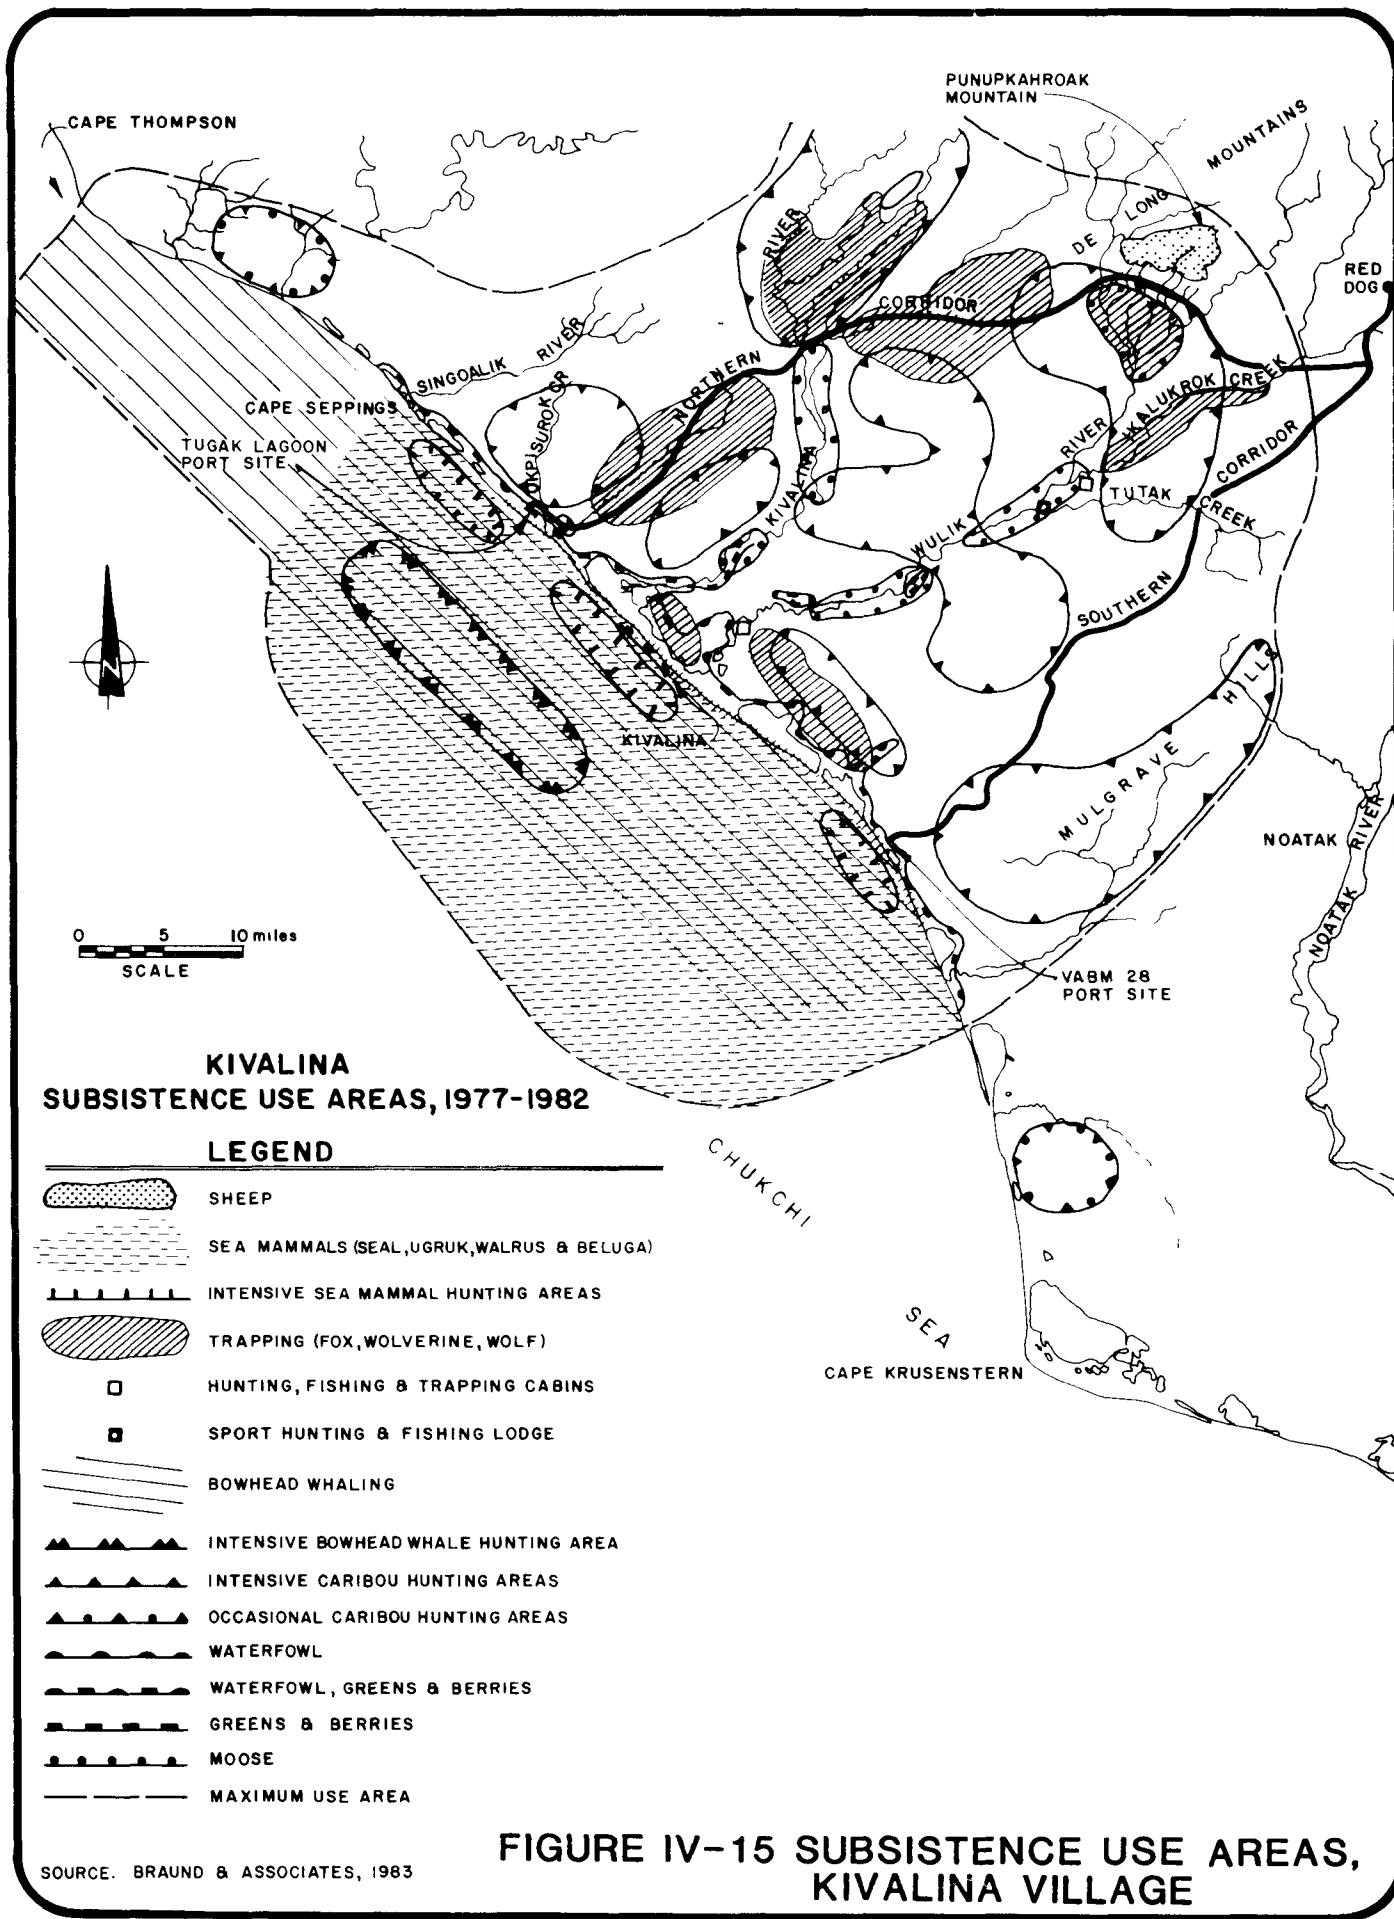 PUNUPKAHROAK
MOUNTAIN
CAPE THOMPSON
DE LONG MOUNTAINS
RED
DOG
RIVER
CORRIDOR
NORTHERN
SINGOALIK RIVER
CAPE SEPPINGS
TUGAK LAGOON
PORT SITE
OKPISUROK CR
KIVALINA
IKALUKROK CREEK
WULIK RIVER
TUTAK CREEK
SOUTHERN CORRIDOR
N
KIVALINA
MULGRAVE HILLS
NOATAK
NOATAK RIVER
0 5 10 miles
SCALE
VABM 28
PORT SITE
KIVALINA
SUBSISTENCE USE AREAS, 1977-1982
CHUKCHI SEA
CAPE KRUSENSTERN
LEGEND
SHEEP
SEA MAMMALS (SEAL, UGRUK, WALRUS & BELUGA)
INTENSIVE SEA MAMMAL HUNTING AREAS
TRAPPING (FOX, WOLVERINE, WOLF)
HUNTING, FISHING & TRAPPING CABINS
SPORT HUNTING & FISHING LODGE
BOWHEAD WHALING
INTENSIVE BOWHEAD WHALE HUNTING AREA
INTENSIVE CARIBOU HUNTING AREAS
OCCASIONAL CARIBOU HUNTING AREAS
WATERFOWL
WATERFOWL, GREENS & BERRIES
GREENS & BERRIES
MOOSE
MAXIMUM USE AREA
SOURCE. BRAUND & ASSOCIATES, 1983
FIGURE IV-15 SUBSISTENCE USE AREAS,
KIVALINA VILLAGE